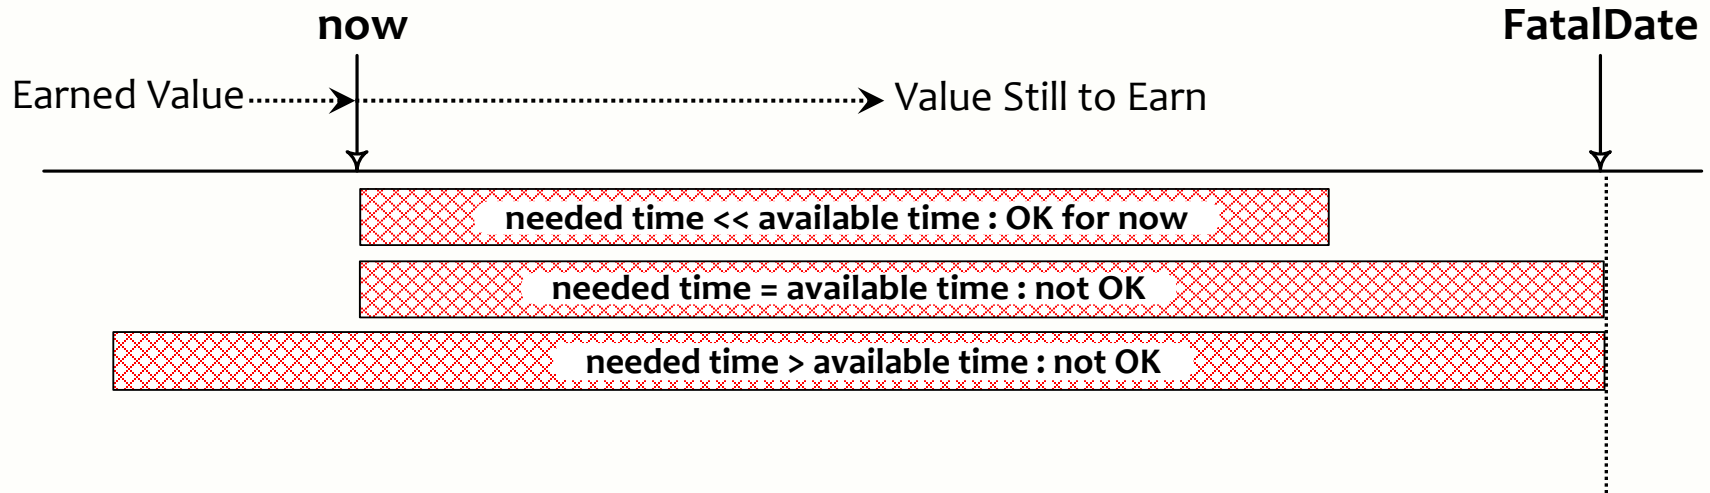 now
FatalDate
Earned Value
Value Still to Earn
needed time << available time : OK for now
needed time = available time : not OK
needed time > available time : not OK